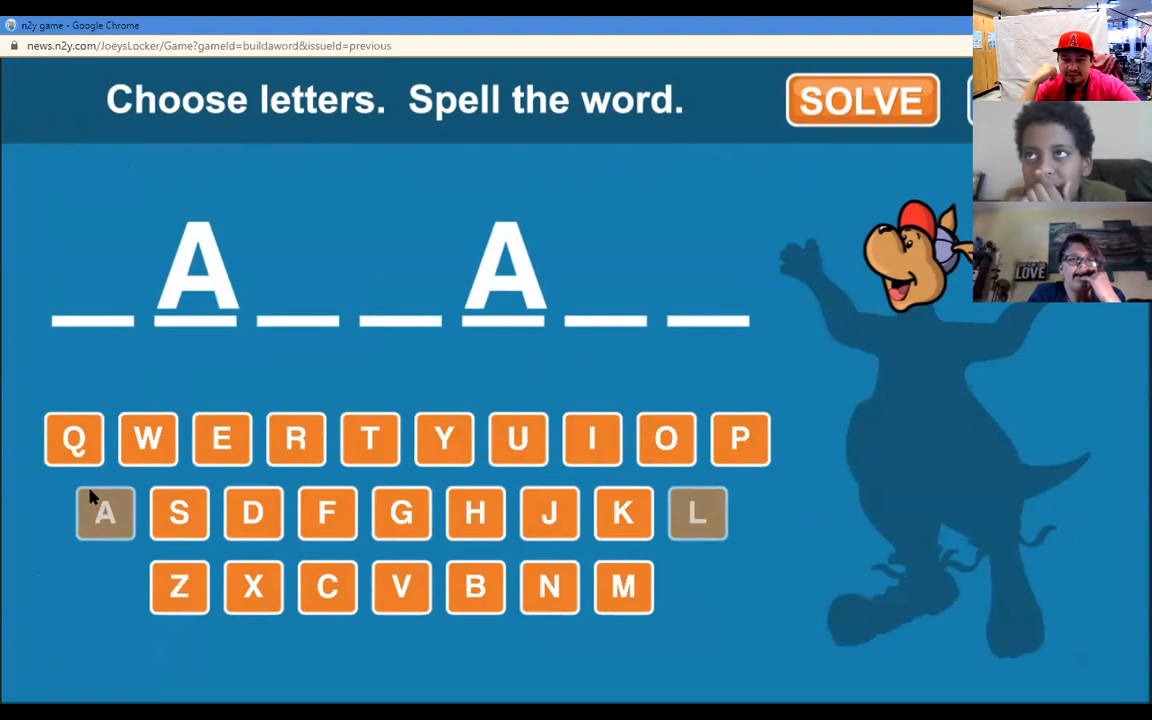 n2y game - Google Chrome
news.n2y.com/JoeysLocker/Game?gameId=buildaword&issueId=previous
Choose letters. Spell the word.
SOLVE
A A
Q W E R T Y U I O P
A S D F G H J K L
Z X C V B N M
A
LOVE